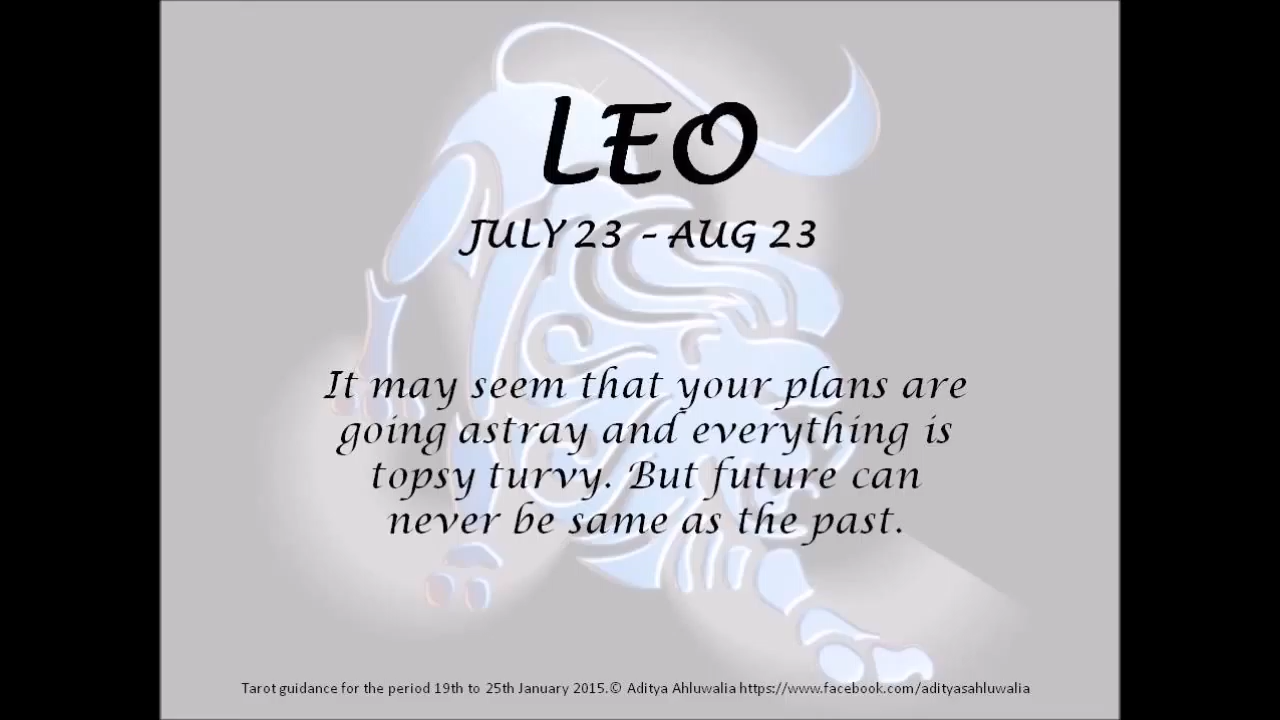 LEO
JULY 23 – AUG 23
It may seem that your plans are
going astray and everything is
topsy turvy. But future can
never be same as the past.
Tarot guidance for the period 19th to 25th January 2015.© Aditya Ahluwalia https://www.facebook.com/adityasahluwalia